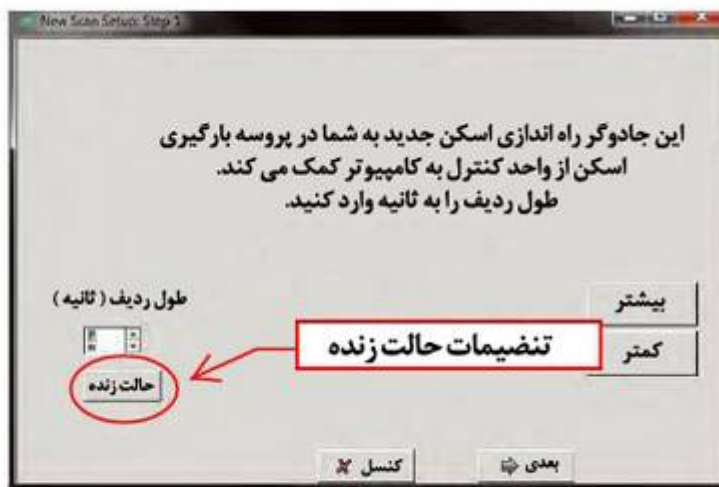 New Scan Setup: Step 1
این جادوگر راه اندازی اسکن جدید به شما در پروسه بارگیری
اسکن از واحد کنترل به کامپیوتر کمک می کند.
طول ردیف را به ثانیه وارد کنید.
طول ردیف ( ثانیه )
بیشتر
تنضیمات حالت زنده
کمتر
حالت زنده
بعدی
کنسل